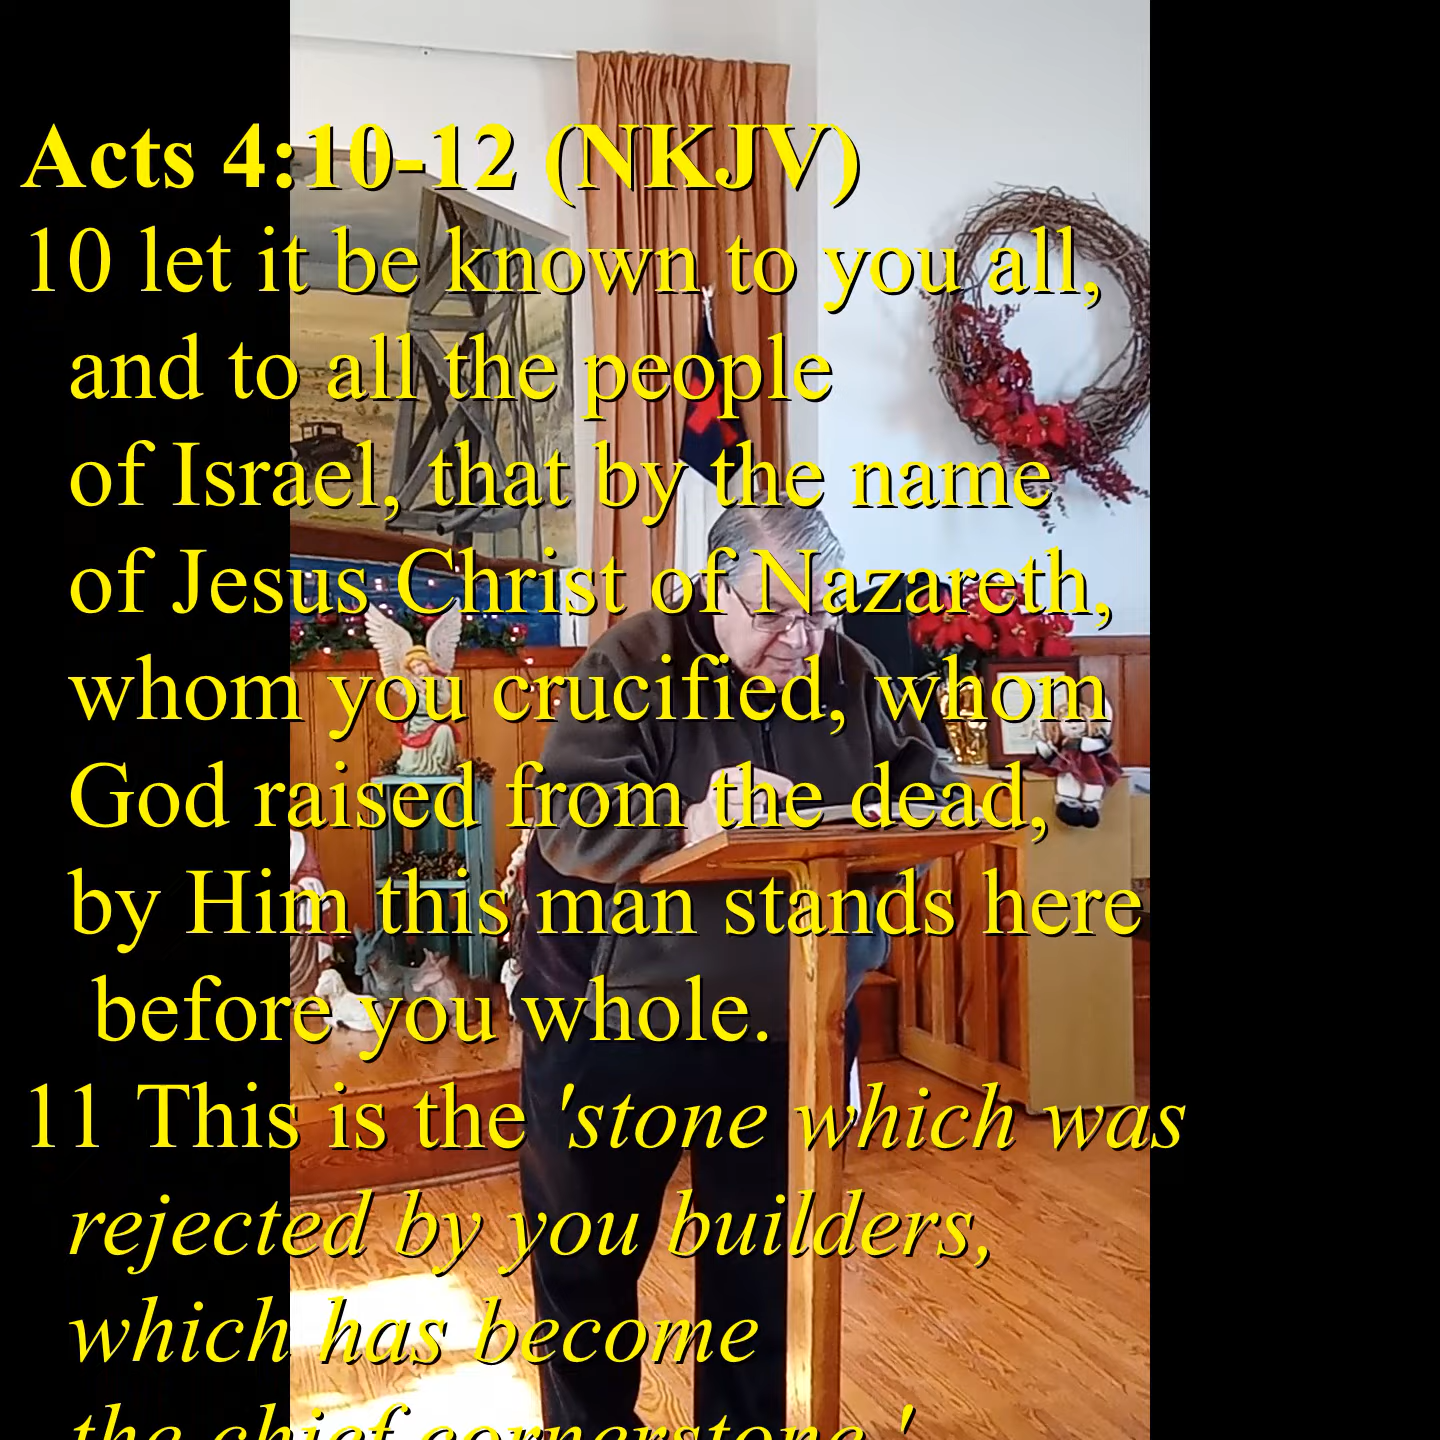 Acts 4:10-12 (NKJV)
10 let it be known to you all,
and to all the people
of Israel, that by the name
of Jesus Christ of Nazareth,
whom you crucified, whom
God raised from the dead,
by Him this man stands here
before you whole.
11 This is the 'stone which was
rejected by you builders,
which has become
the chief cornerstone.'